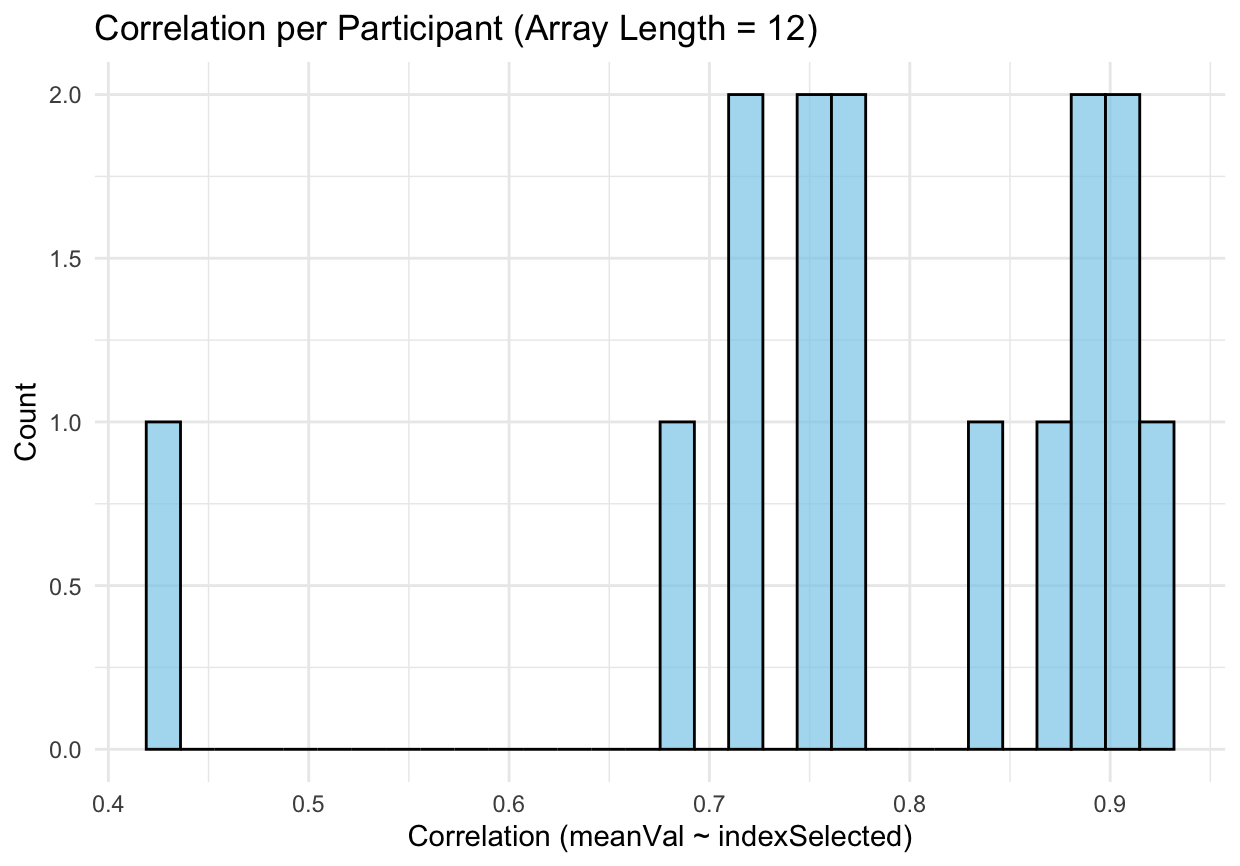 Correlation per Participant (Array Length = 12)
2.0
1.5
1.0
0.5
0.0
Count
0.4 0.5 0.6 0.7 0.8 0.9
Correlation (meanVal ~ indexSelected)